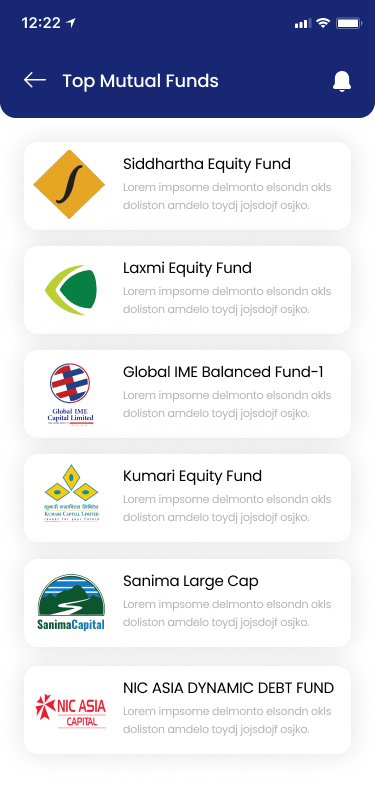 12:22
Top Mutual Funds
Siddhartha Equity Fund
Lorem impsome delmonto elsondn okls
doliston amdelo toydj jojsdojf osjko.
Laxmi Equity Fund
Lorem impsome delmonto elsondn okls
doliston amdelo toydj jojsdojf osjko.
Global IME
Capital Limited
Global IME Balanced Fund-1
Lorem impsome delmonto elsondn okls
doliston amdelo toydj jojsdojf osjko.
कुमारी क्यापिटल लिमिटेड
KUMARI CAPITAL LIMITED
Invest for your Future
Kumari Equity Fund
Lorem impsome delmonto elsondn okls
doliston amdelo toydj jojsdojf osjko.
SanimaCapital
Sanima Large Cap
Lorem impsome delmonto elsondn okls
doliston amdelo toydj jojsdojf osjko.
NIC ASIA
CAPITAL
NIC ASIA DYNAMIC DEBT FUND
Lorem impsome delmonto elsondn okls
doliston amdelo toydj jojsdojf osjko.